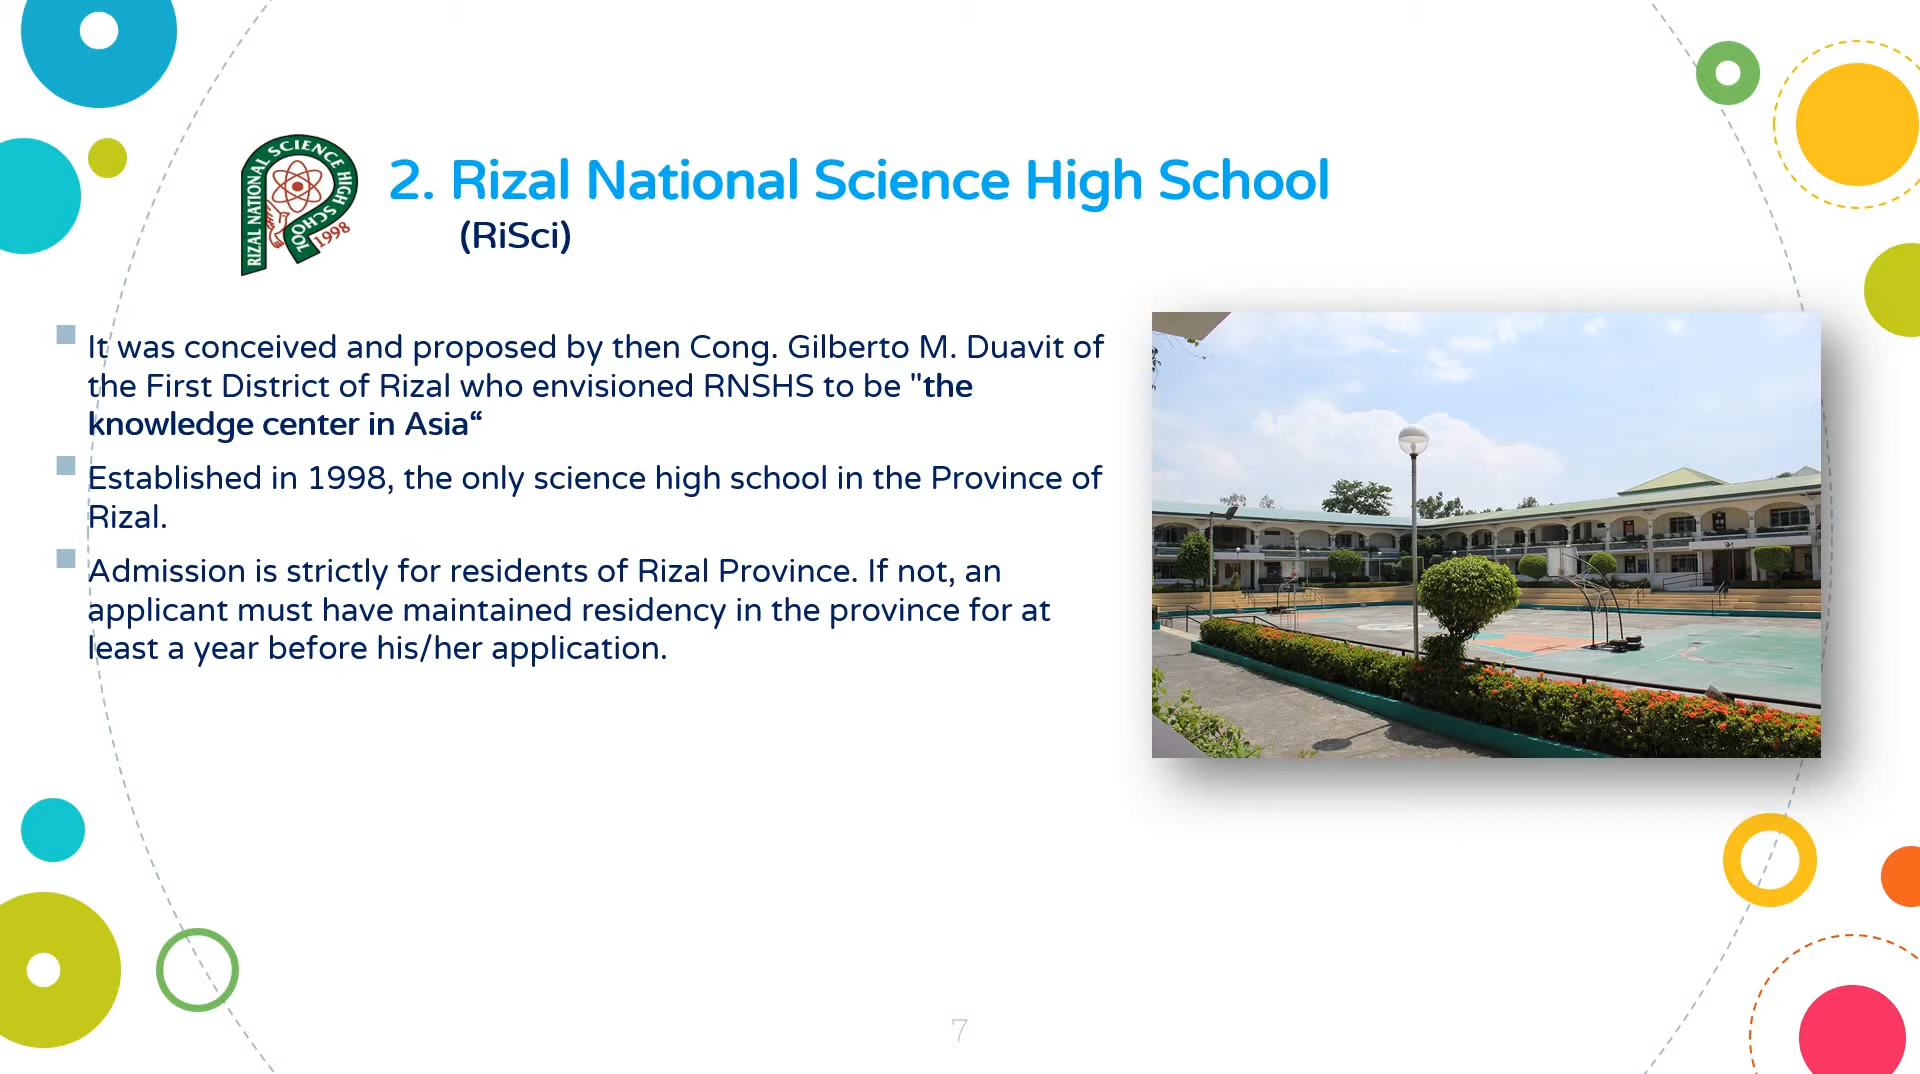 RIZAL NATIONAL SCIENCE HIGH SCHOOL
1998
2. Rizal National Science High School
(RiSci)
It was conceived and proposed by then Cong. Gilberto M. Duavit of
the First District of Rizal who envisioned RNSHS to be "the
knowledge center in Asia“
Established in 1998, the only science high school in the Province of
Rizal.
Admission is strictly for residents of Rizal Province. If not, an
applicant must have maintained residency in the province for at
least a year before his/her application.
7